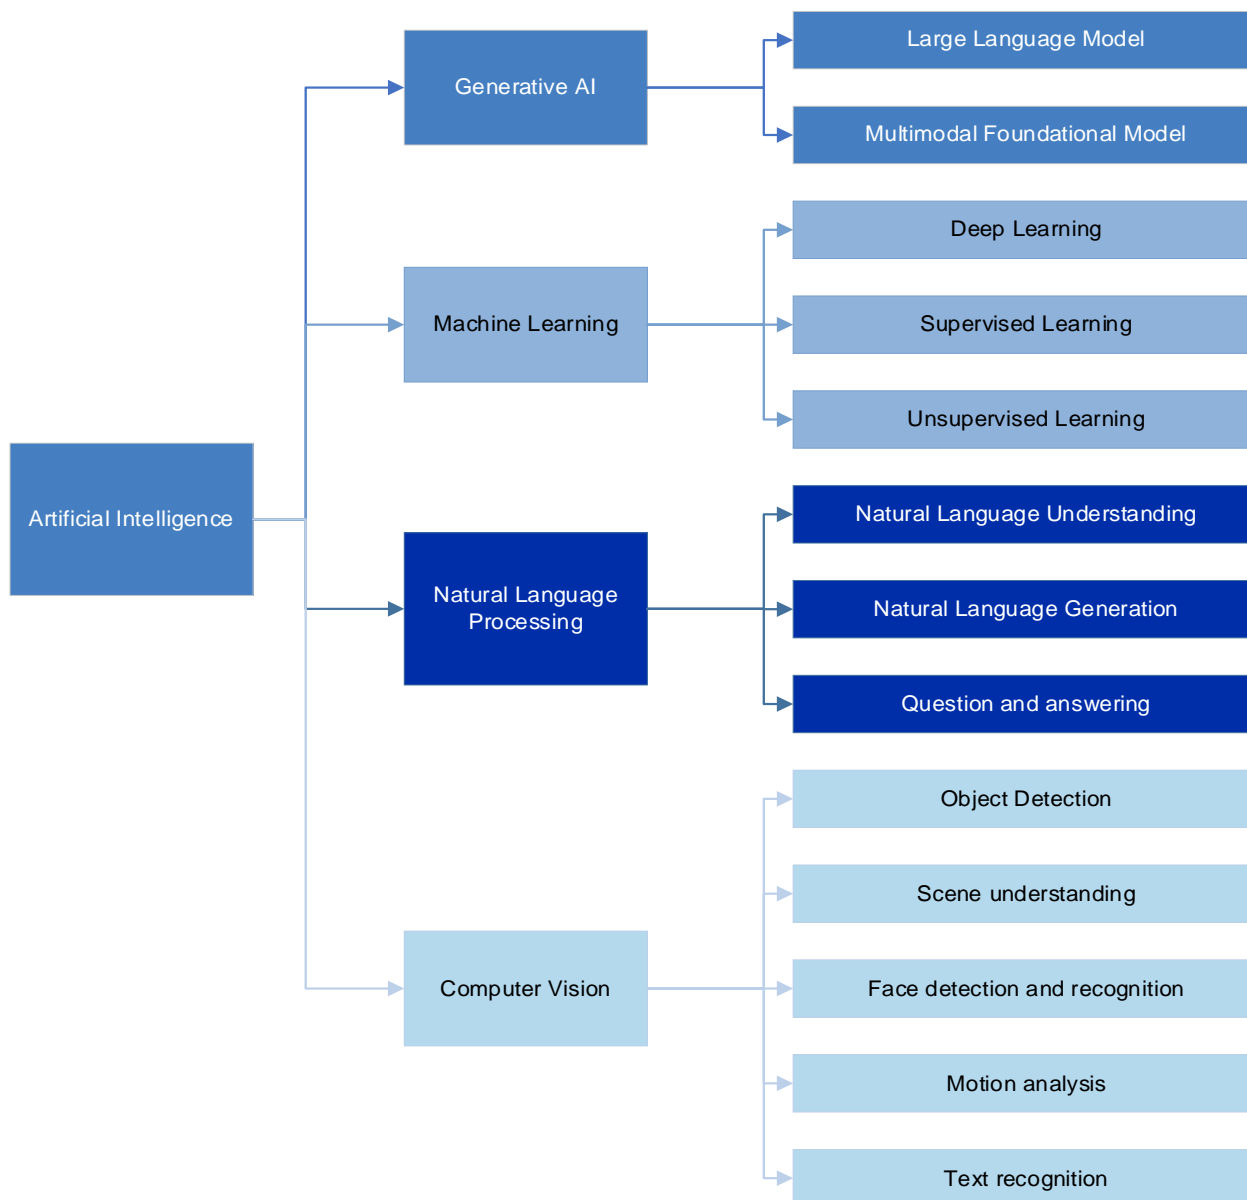 Artificial Intelligence
Generative AI
Large Language Model
Multimodal Foundational Model
Machine Learning
Deep Learning
Supervised Learning
Unsupervised Learning
Natural Language
Processing
Natural Language Understanding
Natural Language Generation
Question and answering
Computer Vision
Object Detection
Scene understanding
Face detection and recognition
Motion analysis
Text recognition